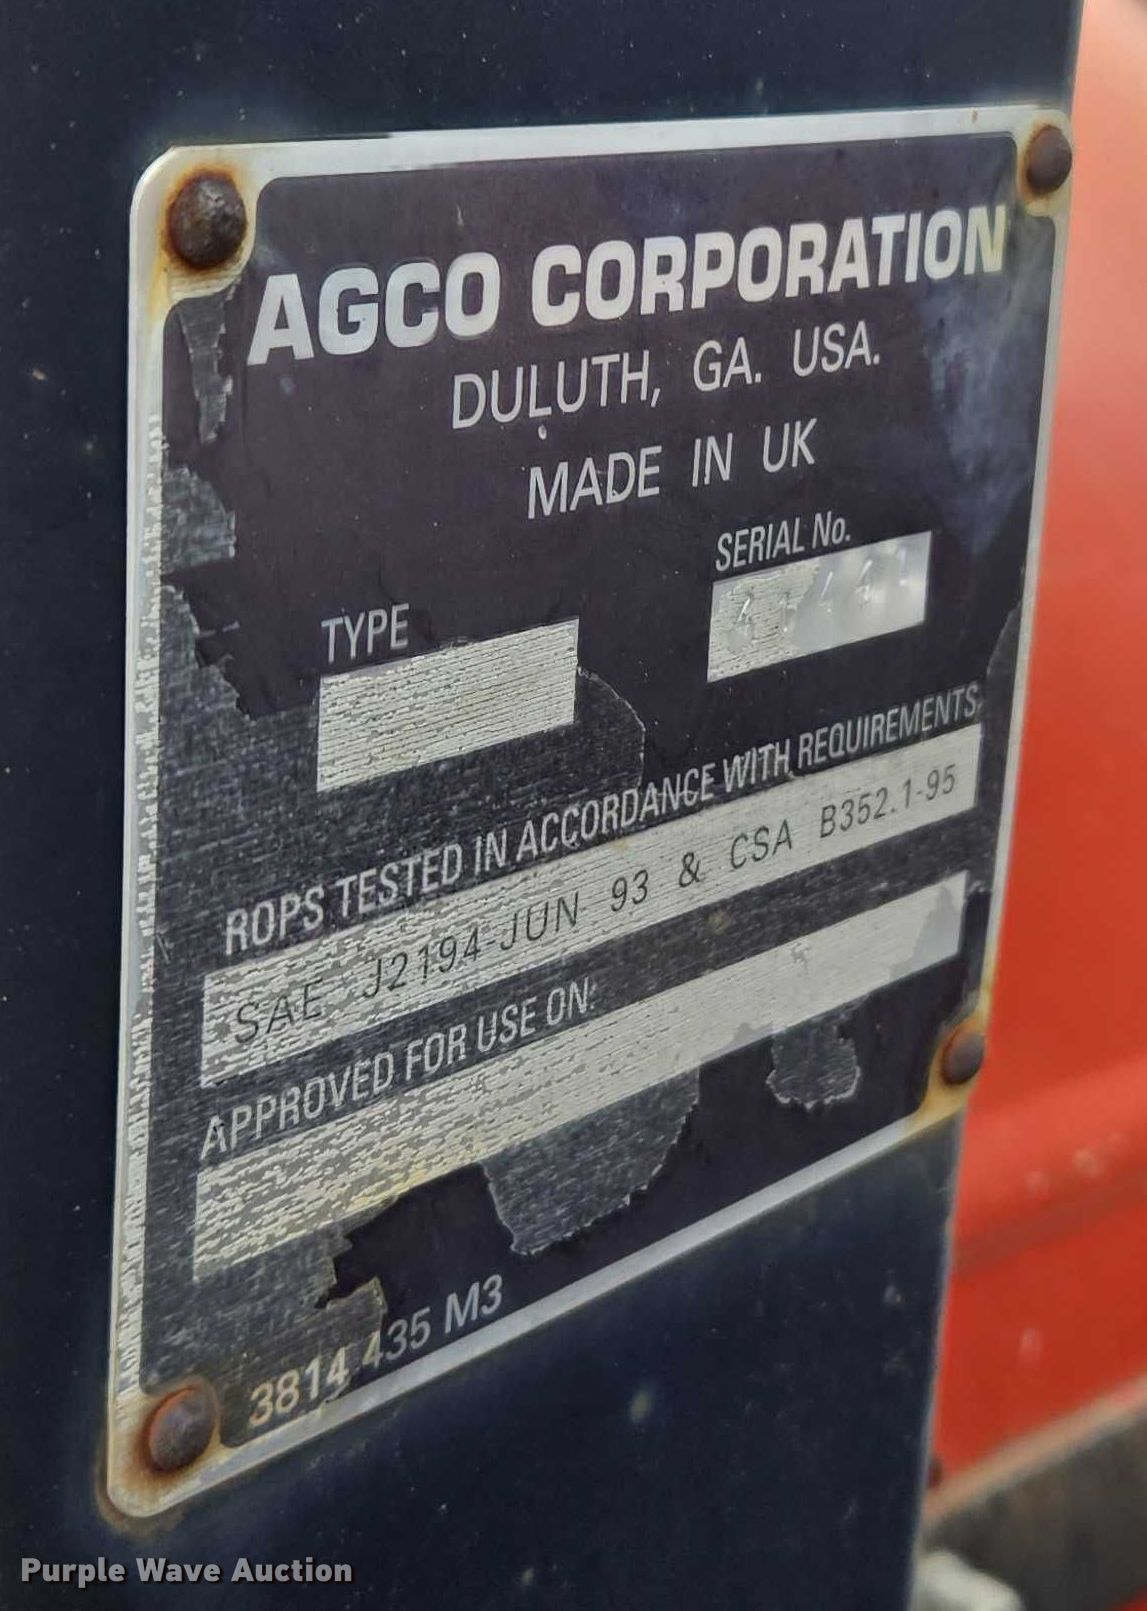 AGCO CORPORATION
DULUTH, GA. USA.
MADE IN UK
SERIAL No.
TYPE
ROPS TESTED IN ACCORDANCE WITH REQUIREMENTS
SAE J2194-JUN 93 & CSA B352.1-95
APPROVED FOR USE ON:
3814 435 M3
Purple Wave Auction